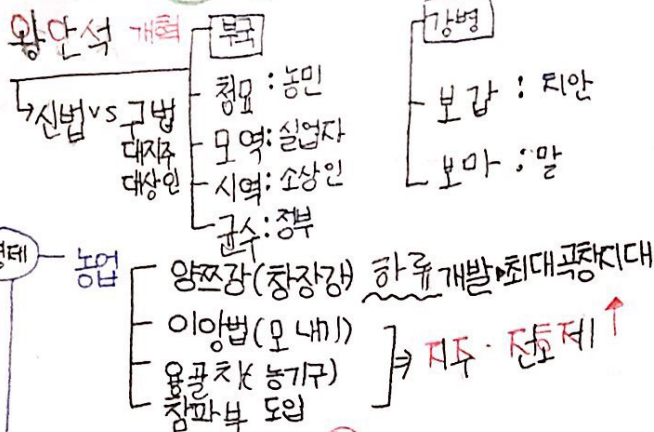 왕안석 개혁
신법 vs 구법
대지주
대상인
부국
청묘 : 농민
모역 : 실업자
시역 : 소상인
균수 : 정부
강병
보갑 : 치안
보마 : 말
농업
양쯔강(창장강) 하류 개발▶최대곡창지대
이앙법(모내기)
용골차(농기구)
참파부 도입
⇒ 지주·전호제↑